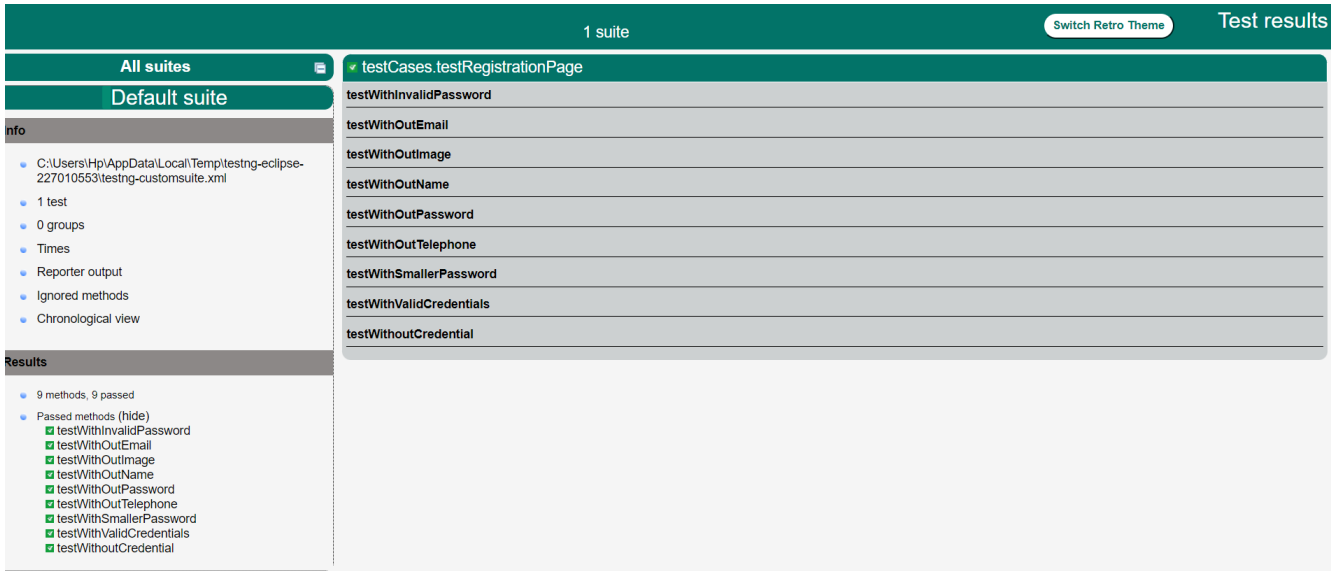 1 suite
Switch Retro Theme
Test results
All suites
Default suite
Info
C:\Users\Hp\AppData\Local\Temp\testng-eclipse-
227010553\testng-customsuite.xml
1 test
0 groups
Times
Reporter output
Ignored methods
Chronological view
Results
9 methods, 9 passed
Passed methods (hide)
testWithInvalidPassword
testWithOutEmail
testWithOutImage
testWithOutName
testWithOutPassword
testWithOutTelephone
testWithSmallerPassword
testWithValidCredentials
testWithoutCredential
testCases.testRegistrationPage
testWithInvalidPassword
testWithOutEmail
testWithOutImage
testWithOutName
testWithOutPassword
testWithOutTelephone
testWithSmallerPassword
testWithValidCredentials
testWithoutCredential